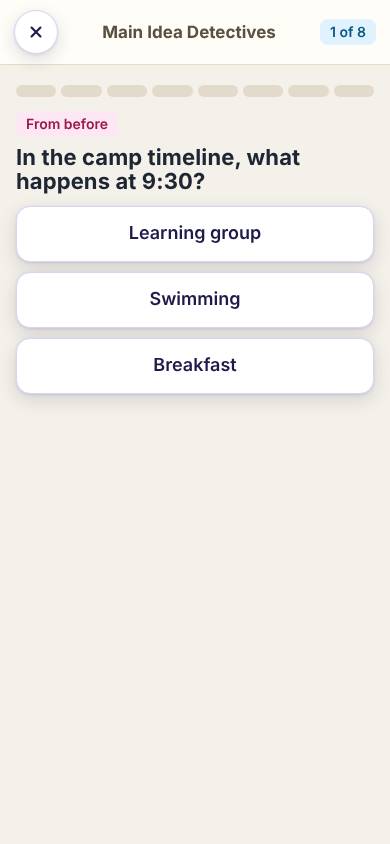 Main Idea Detectives
1 of 8
From before
In the camp timeline, what
happens at 9:30?
Learning group
Swimming
Breakfast